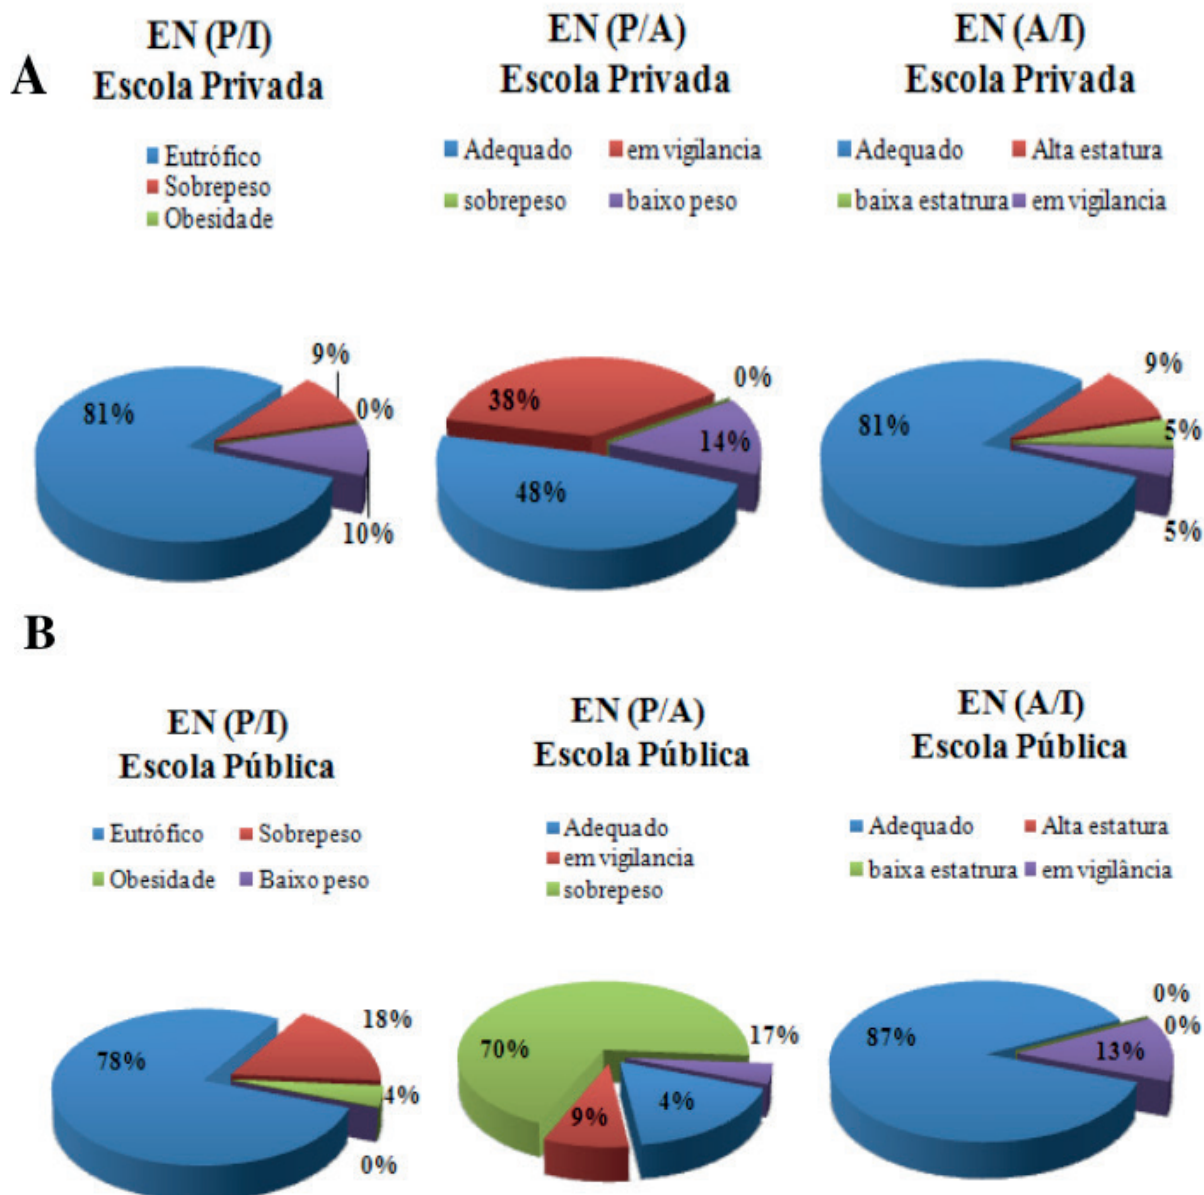 A
EN (P/I)
Escola Privada
Eutrófico
Sobrepeso
Obesidade
9%
81%
0%
10%
EN (P/A)
Escola Privada
Adequado em vigilancia
sobrepeso baixo peso
0%
38%
14%
48%
EN (A/I)
Escola Privada
Adequado Alta estatura
baixa estatrura em vigilancia
9%
81%
5%
5%
B
EN (P/I)
Escola Pública
Eutrófico Sobrepeso
Obesidade Baixo peso
18%
78%
4%
0%
EN (P/A)
Escola Pública
Adequado
em vigilancia
sobrepeso
17%
70%
4%
9%
EN (A/I)
Escola Pública
Adequado Alta estatura
baixa estatrura em vigilância
0%
0%
87%
13%